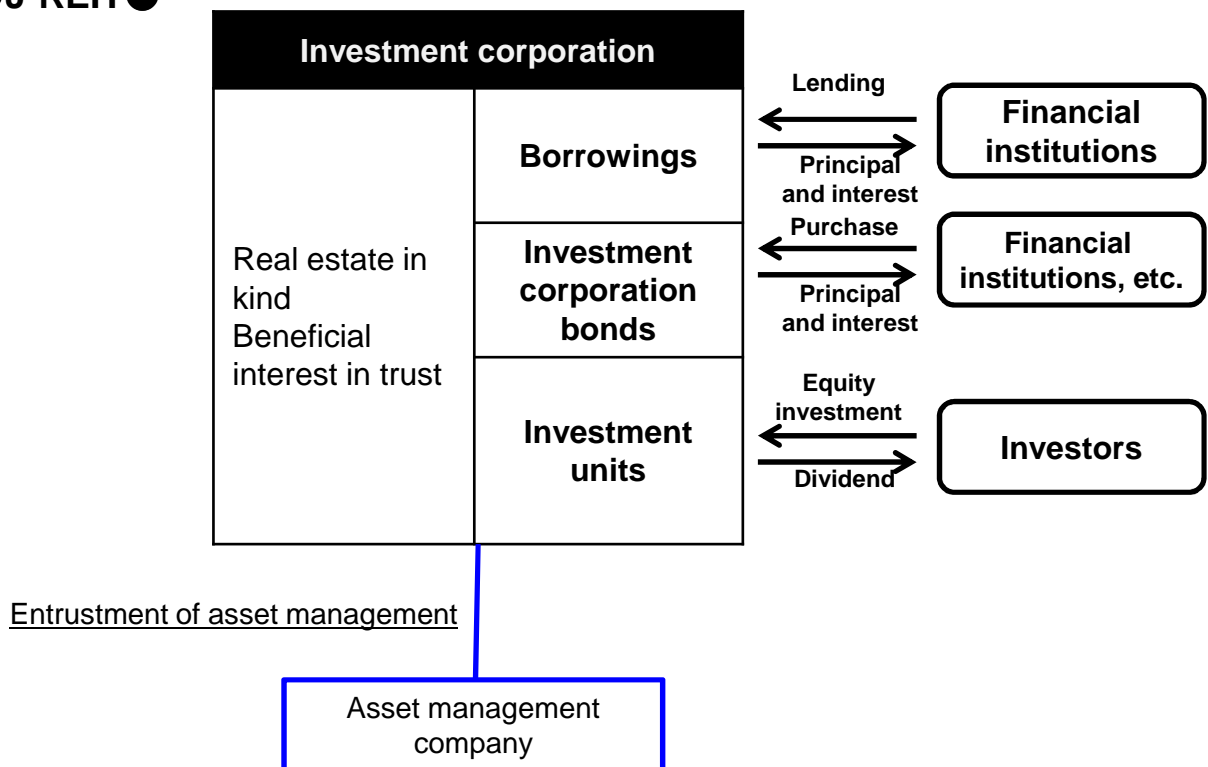 J-REIT●
Investment corporation
Real estate in
kind
Beneficial
interest in trust
Borrowings
Investment
corporation
bonds
Investment
units
Lending
Principal
and interest
Financial
institutions
Purchase
Principal
and interest
Financial
institutions, etc.
Equity
investment
Dividend
Investors
Entrustment of asset management
Asset management
company